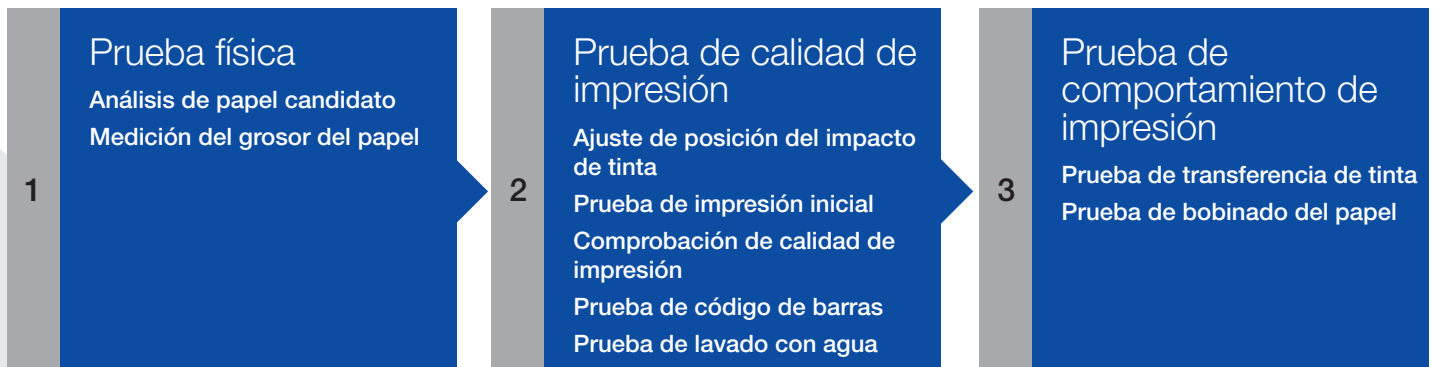 1
Prueba física
Análisis de papel candidato
Medición del grosor del papel
2
Prueba de calidad de
impresión
Ajuste de posición del impacto
de tinta
Prueba de impresión inicial
Comprobación de calidad de
impresión
Prueba de código de barras
Prueba de lavado con agua
3
Prueba de
comportamiento de
impresión
Prueba de transferencia de tinta
Prueba de bobinado del papel